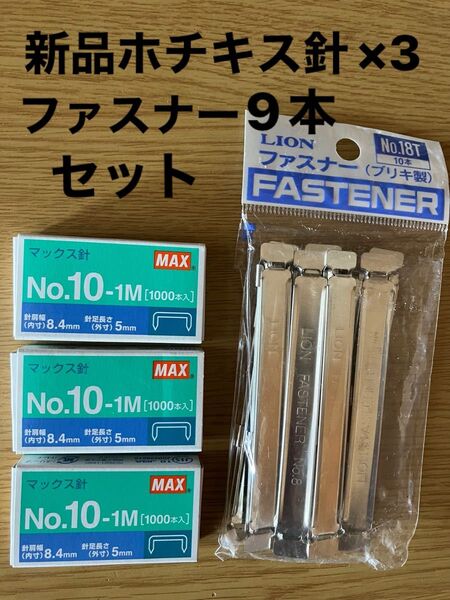 新品ホチキス針×3
ファスナー9本
セット
LION
No.18T
10本
ファスナー(ブリキ製)
FASTENER
LION
LION FASTENER No.8
LION
マックス針
MAX
No.10-1M[1000本入]
針肩幅(内寸)8.4mm 針足長さ(外寸)5mm
マックス針
MAX
No.10-1M[1000本入]
針肩幅(内寸)8.4mm 針足長さ(外寸)5mm
マックス針
MAX
No.10-1M[1000本入]
針肩幅(内寸)8.4mm 針足長さ(外寸)5mm